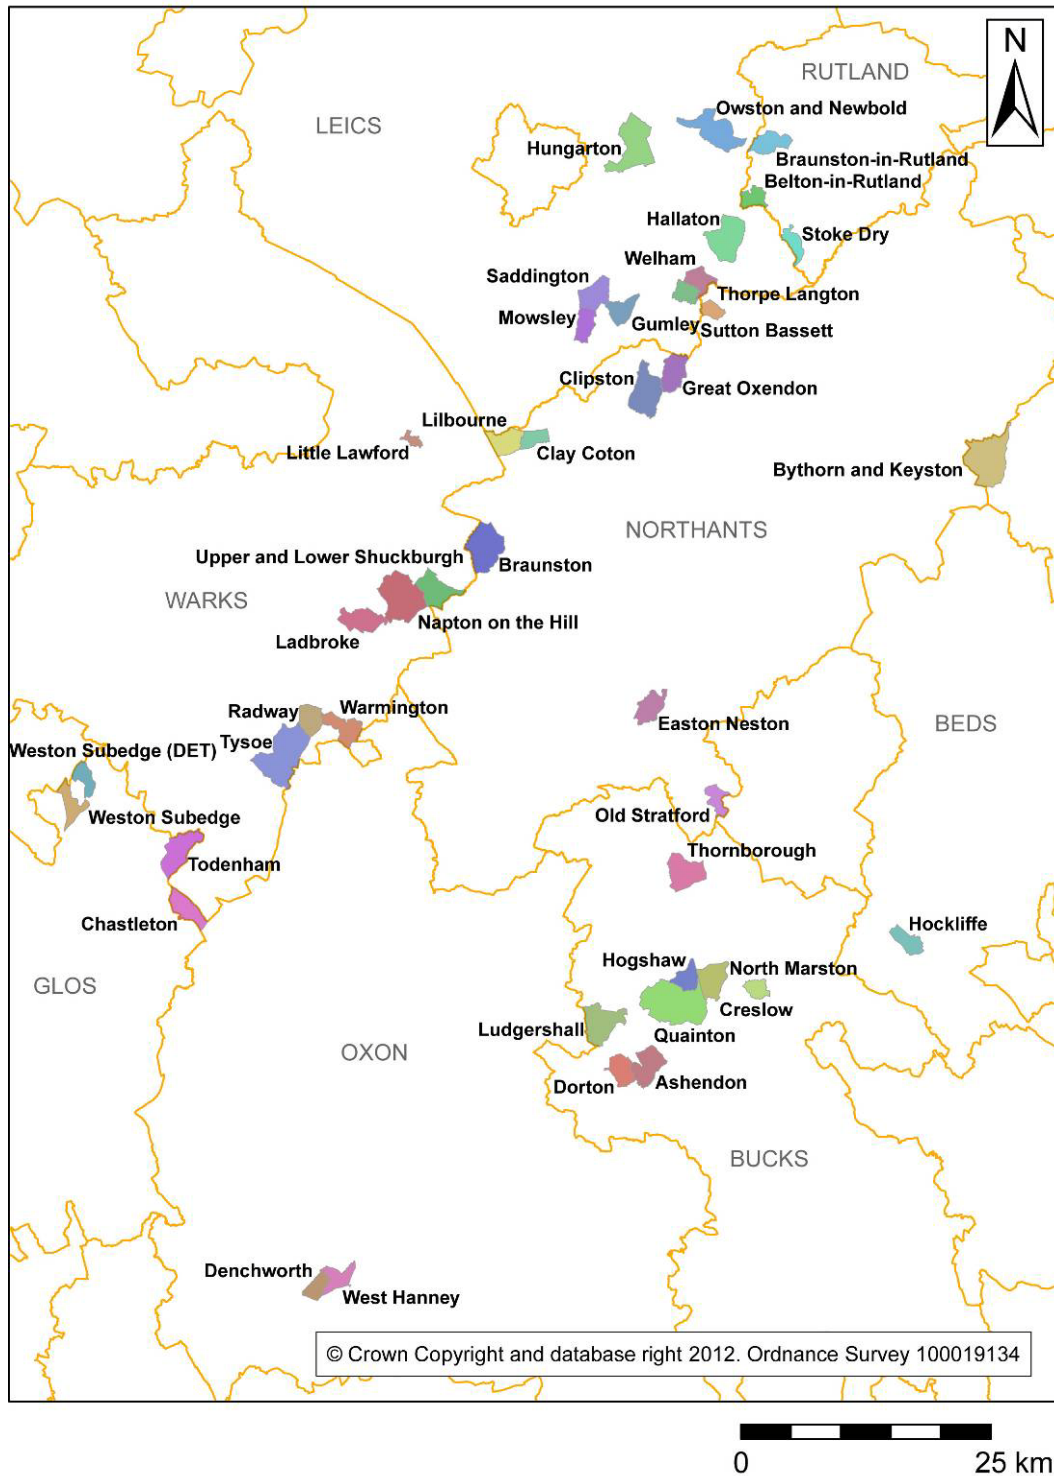 N
RUTLAND
LEICS
Owston and Newbold
Hungarton
Braunston-in-Rutland
Belton-in-Rutland
Hallaton
Stoke Dry
Welham
Saddington
Thorpe Langton
Mowsley
Gumley
Sutton Bassett
Clipston
Great Oxendon
Lilbourne
Little Lawford
Clay Coton
Bythorn and Keyston
NORTHANTS
Upper and Lower Shuckburgh
Braunston
WARKS
Napton on the Hill
Ladbroke
Radway
Warmington
Easton Neston
BEDS
Tysoe
Weston Subedge (DET)
Weston Subedge
Old Stratford
Thornborough
Todenham
Chastleton
Hockliffe
Hogshaw
North Marston
GLOS
Creslow
Ludgershall
Quainton
OXON
Dorton
Ashendon
BUCKS
Denchworth
West Hanney
© Crown Copyright and database right 2012. Ordnance Survey 100019134
0 25 km